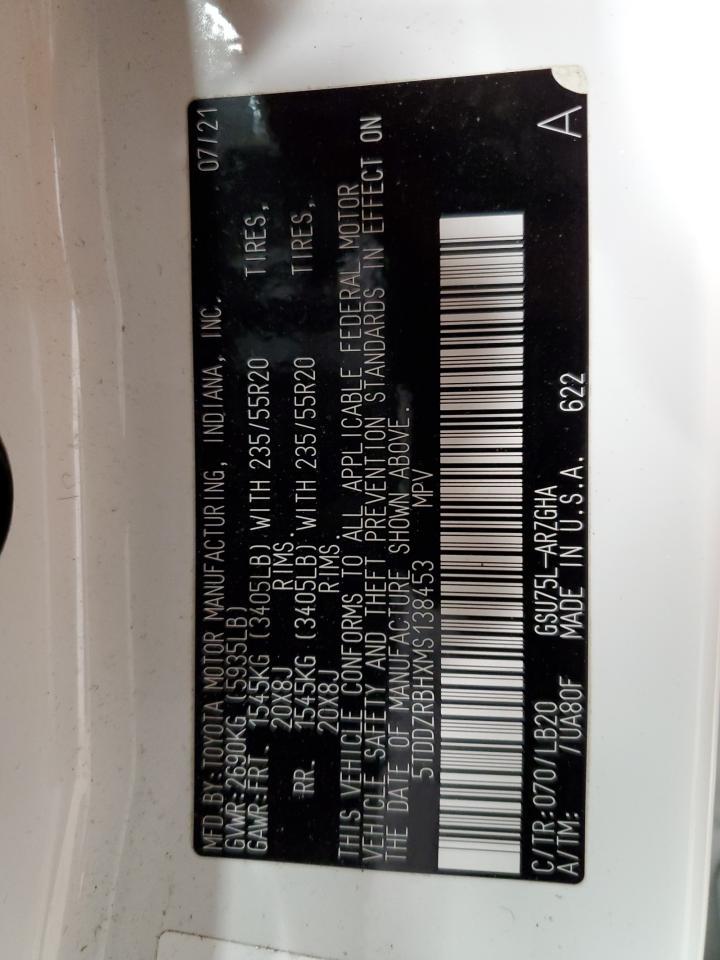 MFD.BY:TOYOTA MOTOR MANUFACTURING, INDIANA, INC. 07/21
GVWR:2690KG (5935LB)
GAWR:FRT. 1545KG (3405LB) WITH 235/55R20 TIRES,
20X8J RIMS.
RR. 1545KG (3405LB) WITH 235/55R20 TIRES,
20X8J RIMS.
THIS VEHICLE CONFORMS TO ALL APPLICABLE FEDERAL MOTOR
VEHICLE SAFETY AND THEFT PREVENTION STANDARDS IN EFFECT ON
THE DATE OF MANUFACTURE SHOWN ABOVE.
5TDDZRBHXMS138453 MPV
C/TR:070/LB20 GSU75L-ARZGHA
A/TM: /UA80F MADE IN U.S.A. 622 A